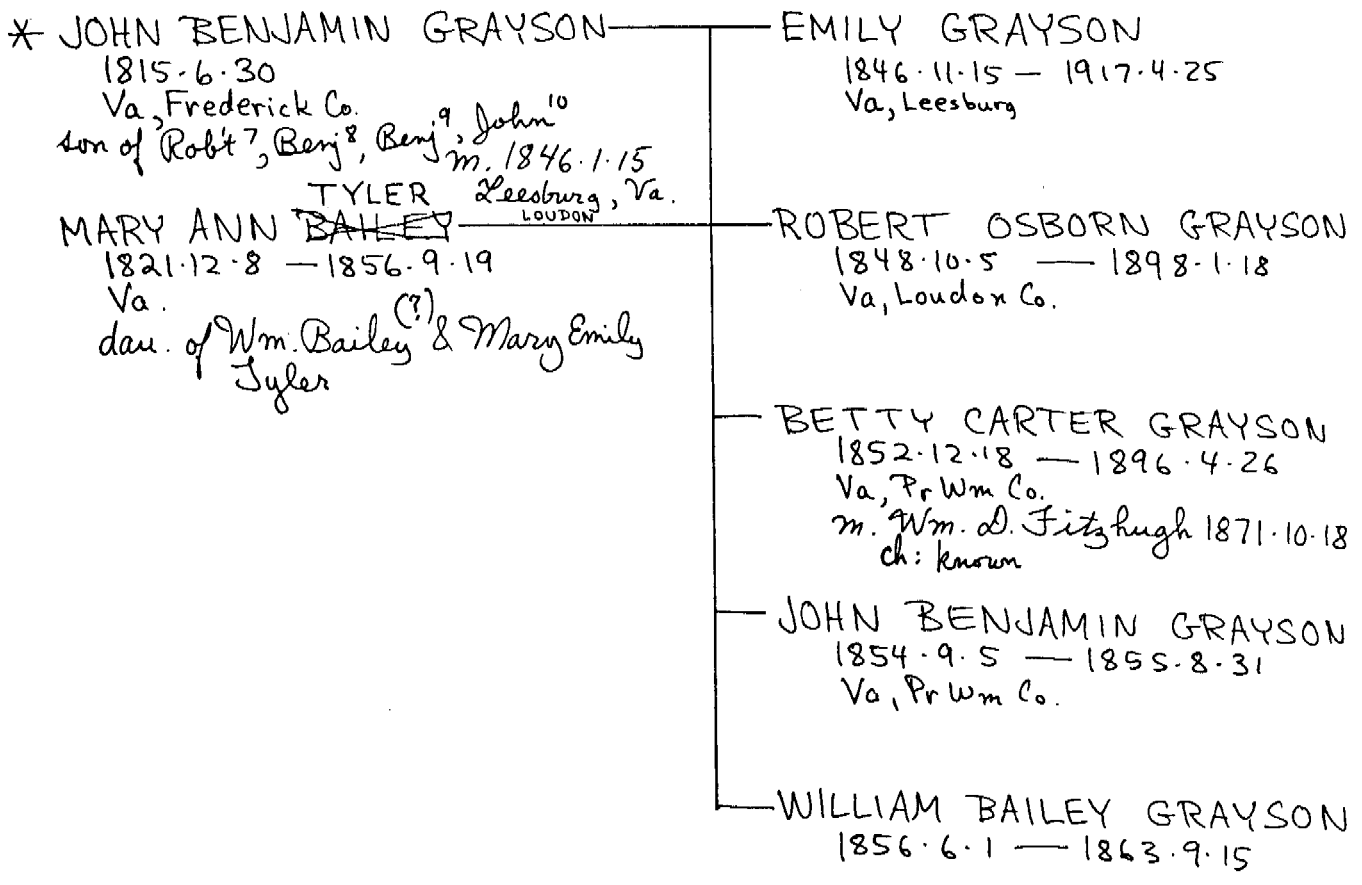 * JOHN BENJAMIN GRAYSON
1815·6·30
Va, Frederick Co.
son of Rob't 7, Benj 8, Benj 9, John 10
m. 1846·1·15
Leesburg, Va.
LOUDON
MARY ANN TYLER BAILEY
1821·12·8 — 1856·9·19
Va.
dau. of Wm. Bailey (?) & Mary Emily
Tyler
EMILY GRAYSON
1846·11·15 — 1917·4·25
Va, Leesburg
ROBERT OSBORN GRAYSON
1848·10·5 — 1898·1·18
Va, Loudon Co.
BETTY CARTER GRAYSON
1852·12·18 — 1896·4·26
Va, Pr Wm Co.
m. Wm. D. Fitzhugh 1871·10·18
ch: known
JOHN BENJAMIN GRAYSON
1854·9·5 — 1855·8·31
Va, Pr Wm Co.
WILLIAM BAILEY GRAYSON
1856·6·1 — 1863·9·15